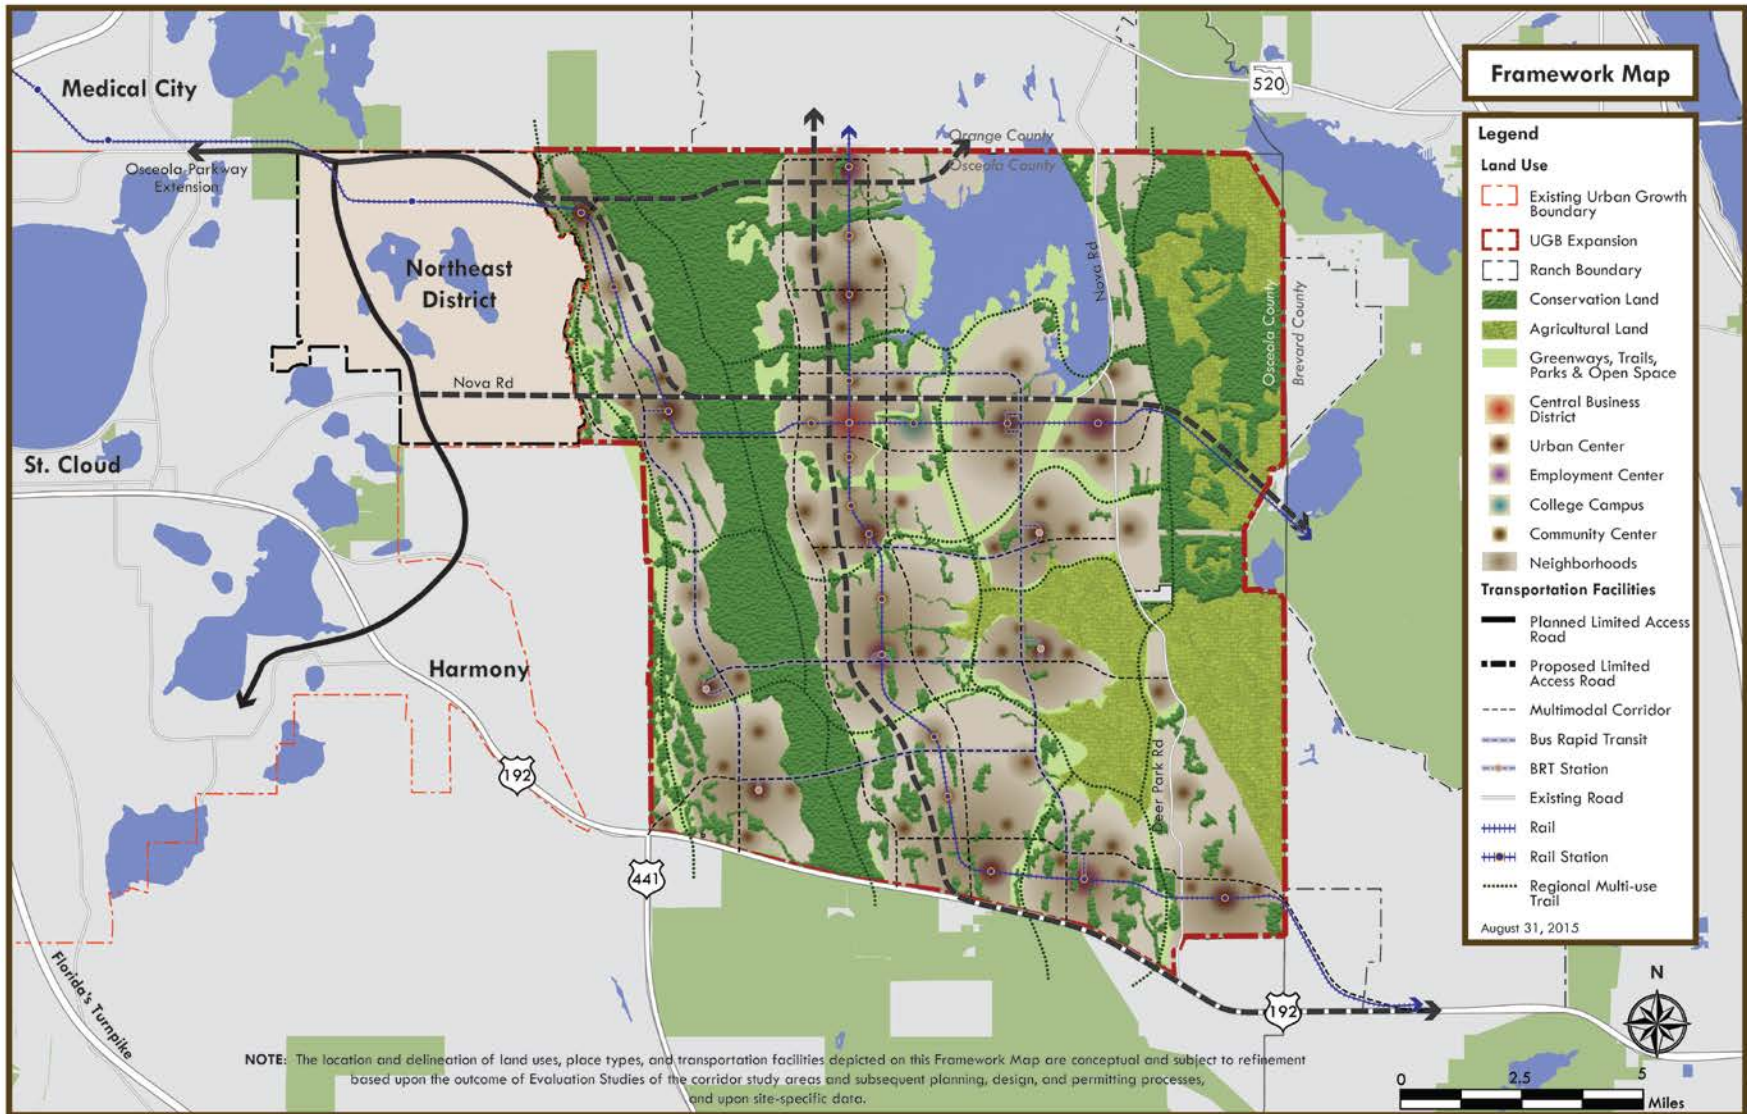 Framework Map
Medical City
520
Orange County
Osceola County
Osceola Parkway
Extension
Northeast
District
Nova Rd
Nova Rd
Osceola County
Brevard County
St. Cloud
Harmony
192
441
Deer Park Rd
192
Florida's Turnpike
Legend
Land Use
Existing Urban Growth
Boundary
UGB Expansion
Ranch Boundary
Conservation Land
Agricultural Land
Greenways, Trails,
Parks & Open Space
Central Business
District
Urban Center
Employment Center
College Campus
Community Center
Neighborhoods
Transportation Facilities
Planned Limited Access
Road
Proposed Limited
Access Road
Multimodal Corridor
Bus Rapid Transit
BRT Station
Existing Road
Rail
Rail Station
Regional Multi-use
Trail
August 31, 2015
N
0 2.5 5
Miles
NOTE: The location and delineation of land uses, place types, and transportation facilities depicted on this Framework Map are conceptual and subject to refinement
based upon the outcome of Evaluation Studies of the corridor study areas and subsequent planning, design, and permitting processes,
and upon site-specific data.